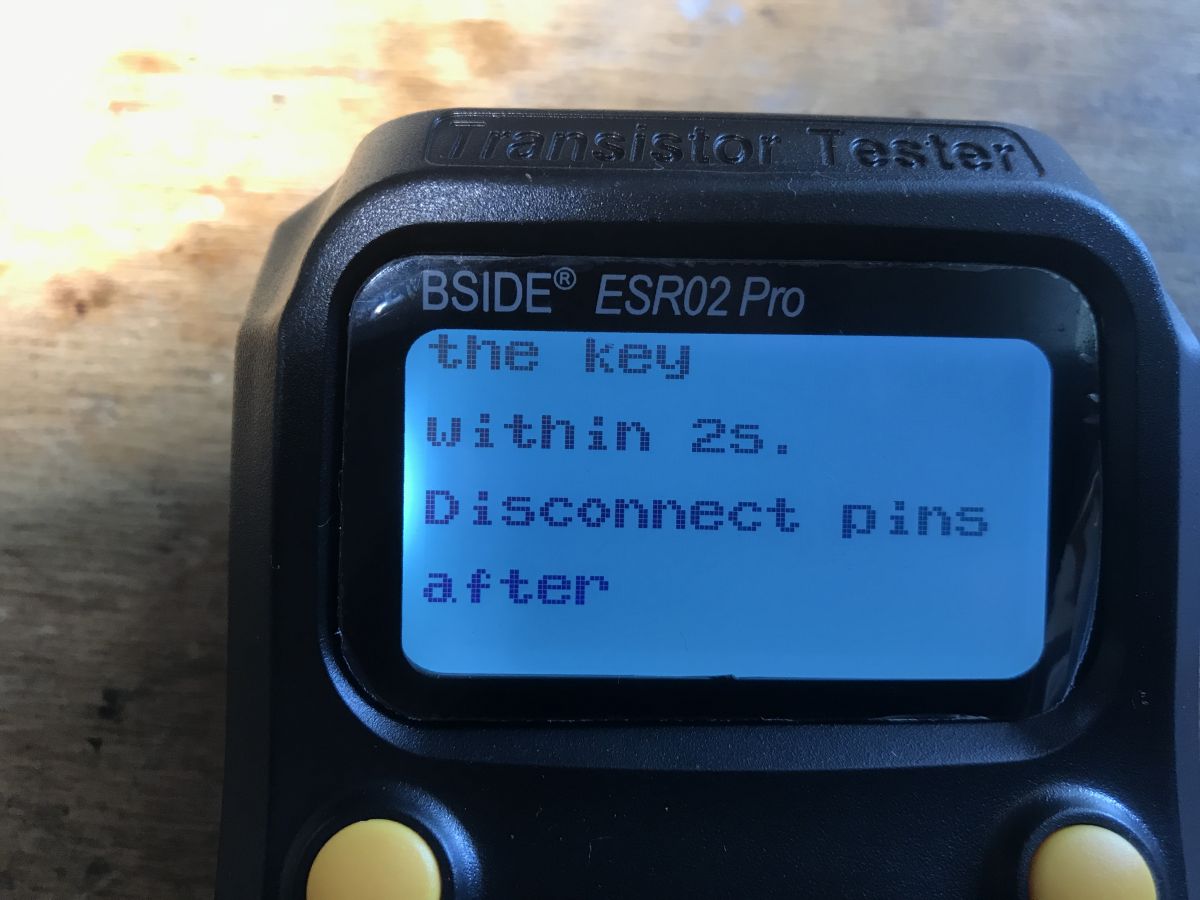 Transistor Tester
BSIDE® ESR02 Pro
the key
within 2s.
Disconnect pins
after